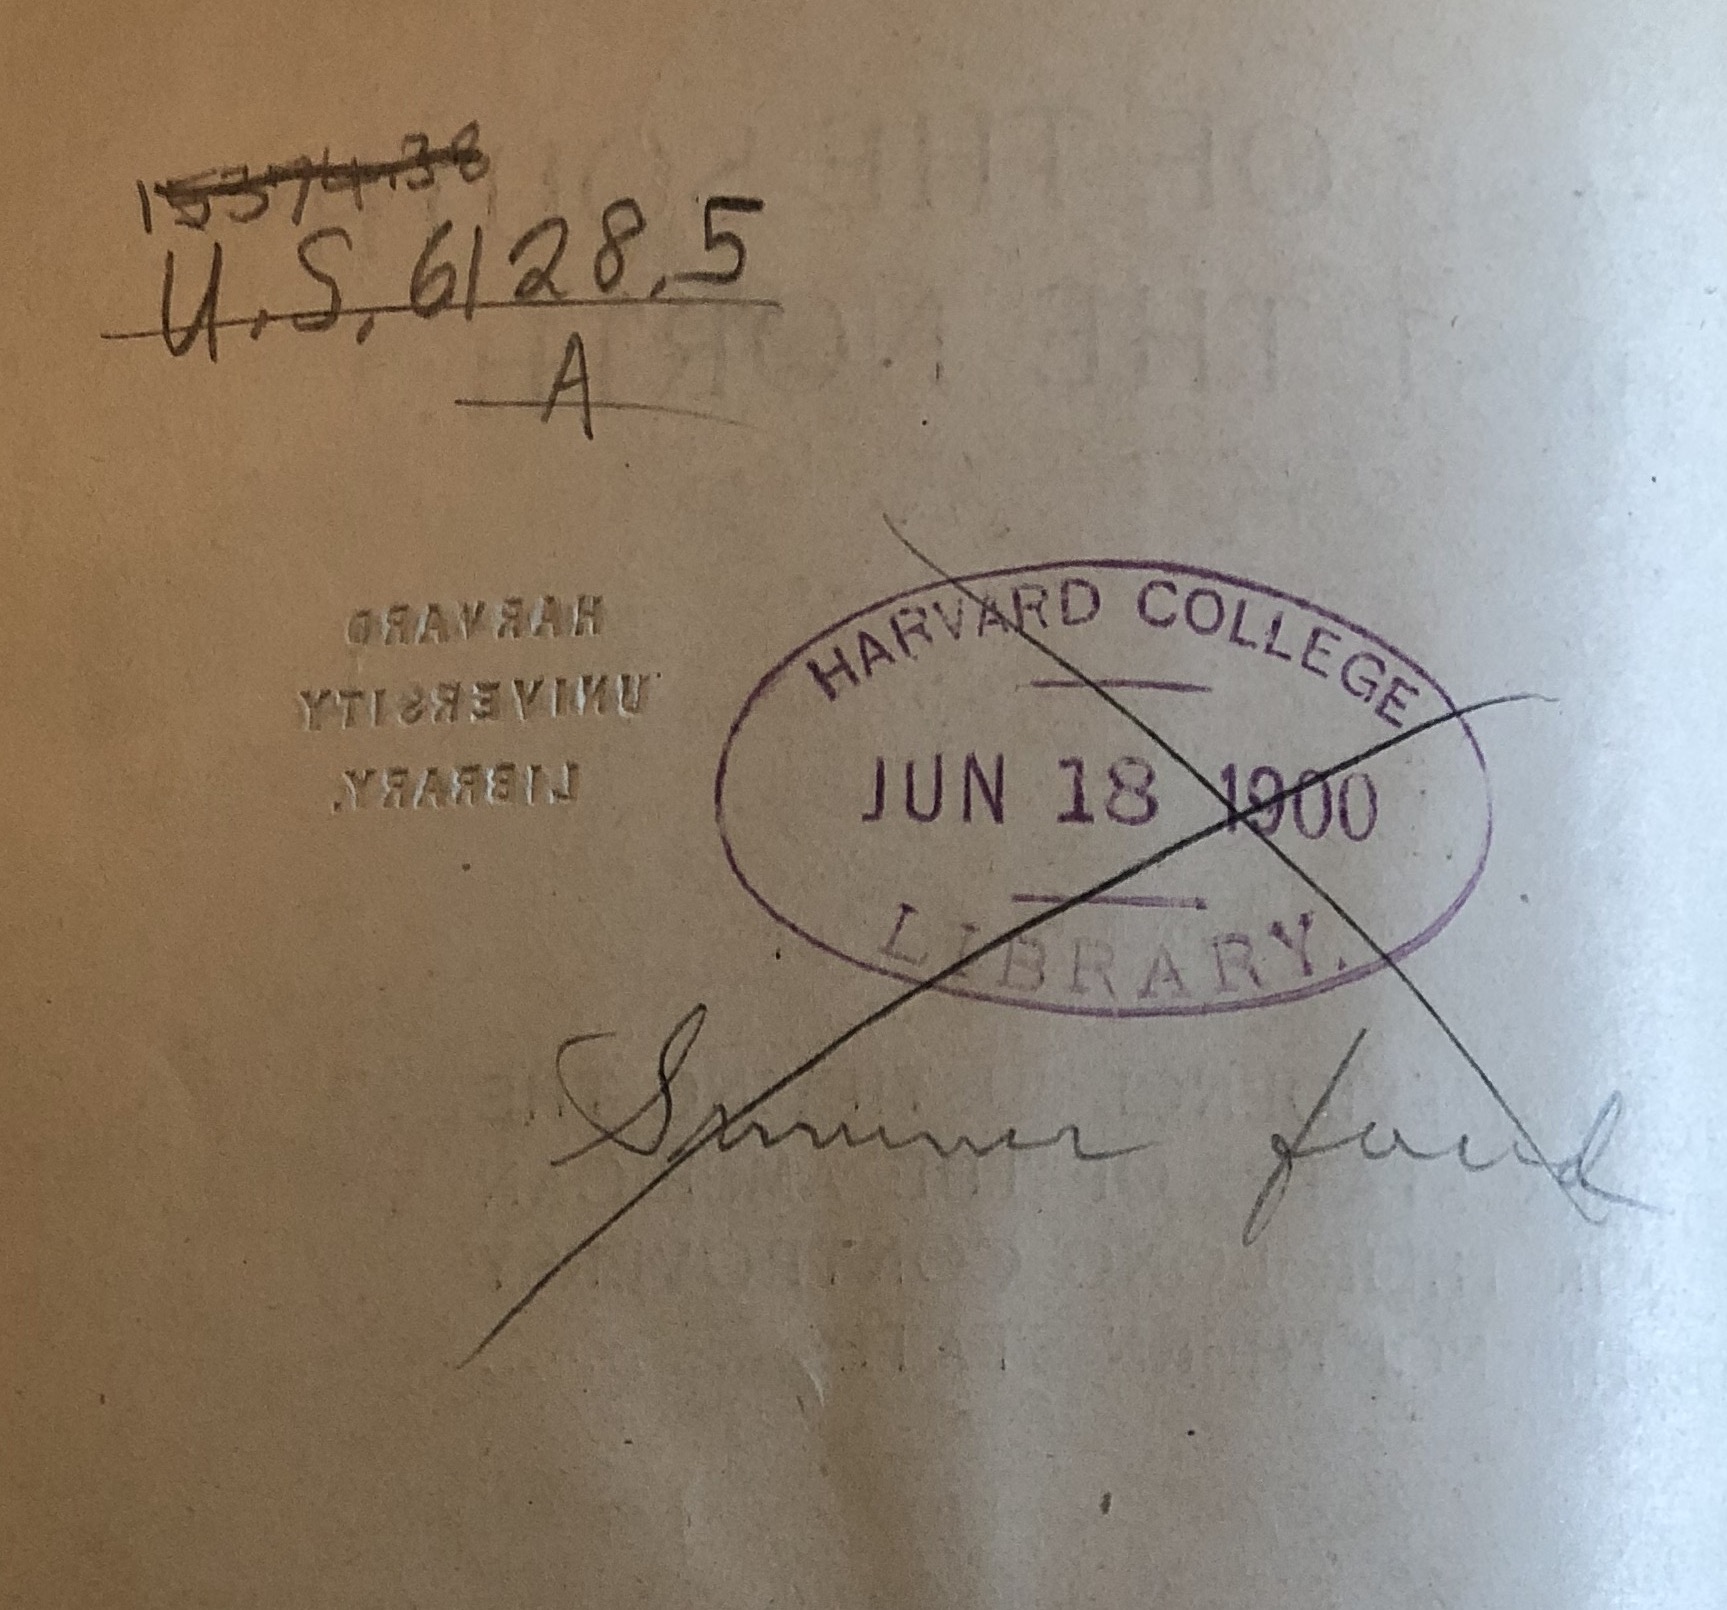 15374.38
U.S.6128.5
A
HARVARD
UNIVERSITY
LIBRARY.
HARVARD COLLEGE
JUN 18 1900
LIBRARY.
Sumner fund